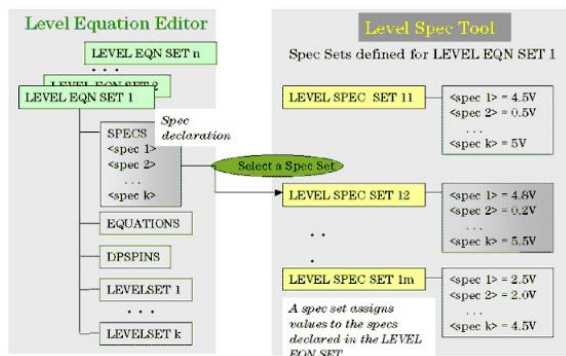 Level Equation Editor
LEVEL EQN SET n
. . .
LEVEL EQN SET 2
LEVEL EQN SET 1
Spec
declaration
SPECS
<spec 1>
<spec 2>
...
<spec k>
EQUATIONS
DPSPINS
LEVELSET 1
. . .
LEVELSET k
Select a Spec Set
Level Spec Tool
Spec Sets defined for LEVEL EQN SET 1
LEVEL SPEC SET 11
<spec 1> = 4.5V
<spec 2> = 0.5V
...
<spec k> = 5V
LEVEL SPEC SET 12
<spec 1> = 4.8V
<spec 2> = 0.2V
...
<spec k> = 5.5V
. .
.
LEVEL SPEC SET 1m
<spec 1> = 2.5V
<spec 2> = 2.0V
...
<spec k> = 4.5V
A spec set assigns
values to the specs
declared in the LEVEL
EQN SET